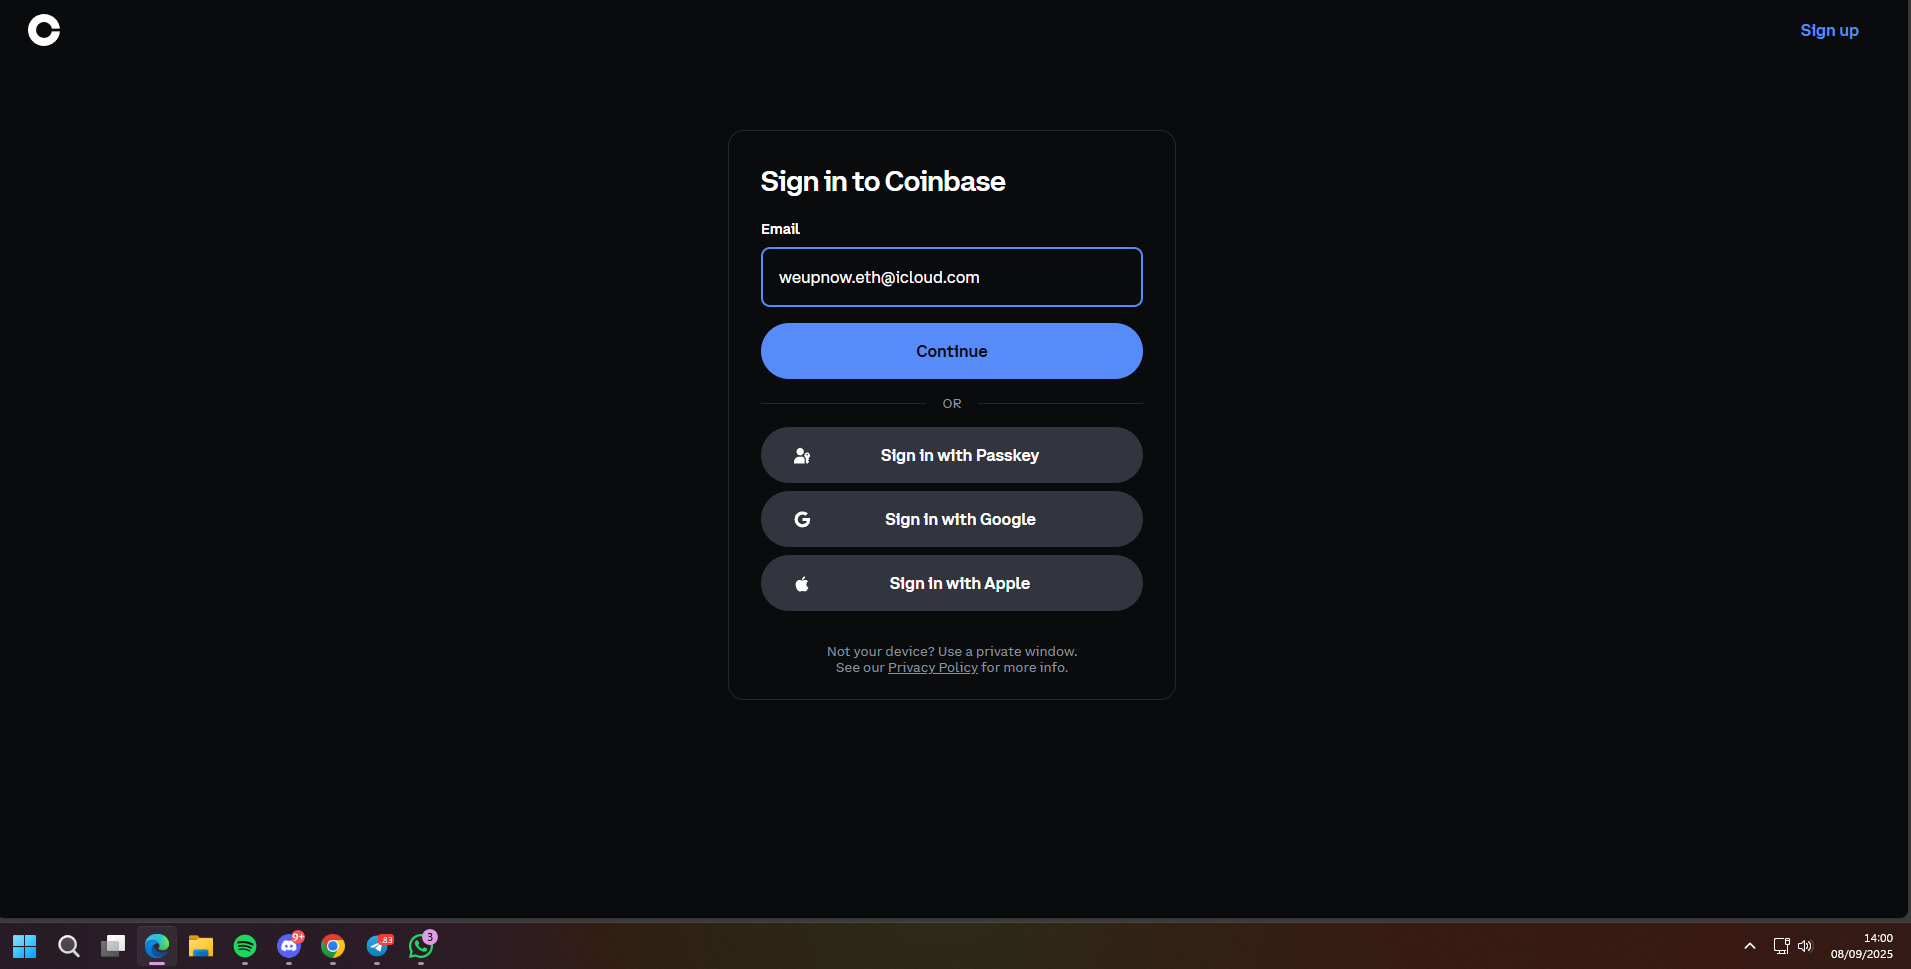 Sign up
Sign in to Coinbase
Email
weupnow.eth@icloud.com
Continue
OR
Sign in with Passkey
Sign in with Google
Sign in with Apple
Not your device? Use a private window.
See our Privacy Policy for more info.
9+
83
3
14:00
08/09/2025